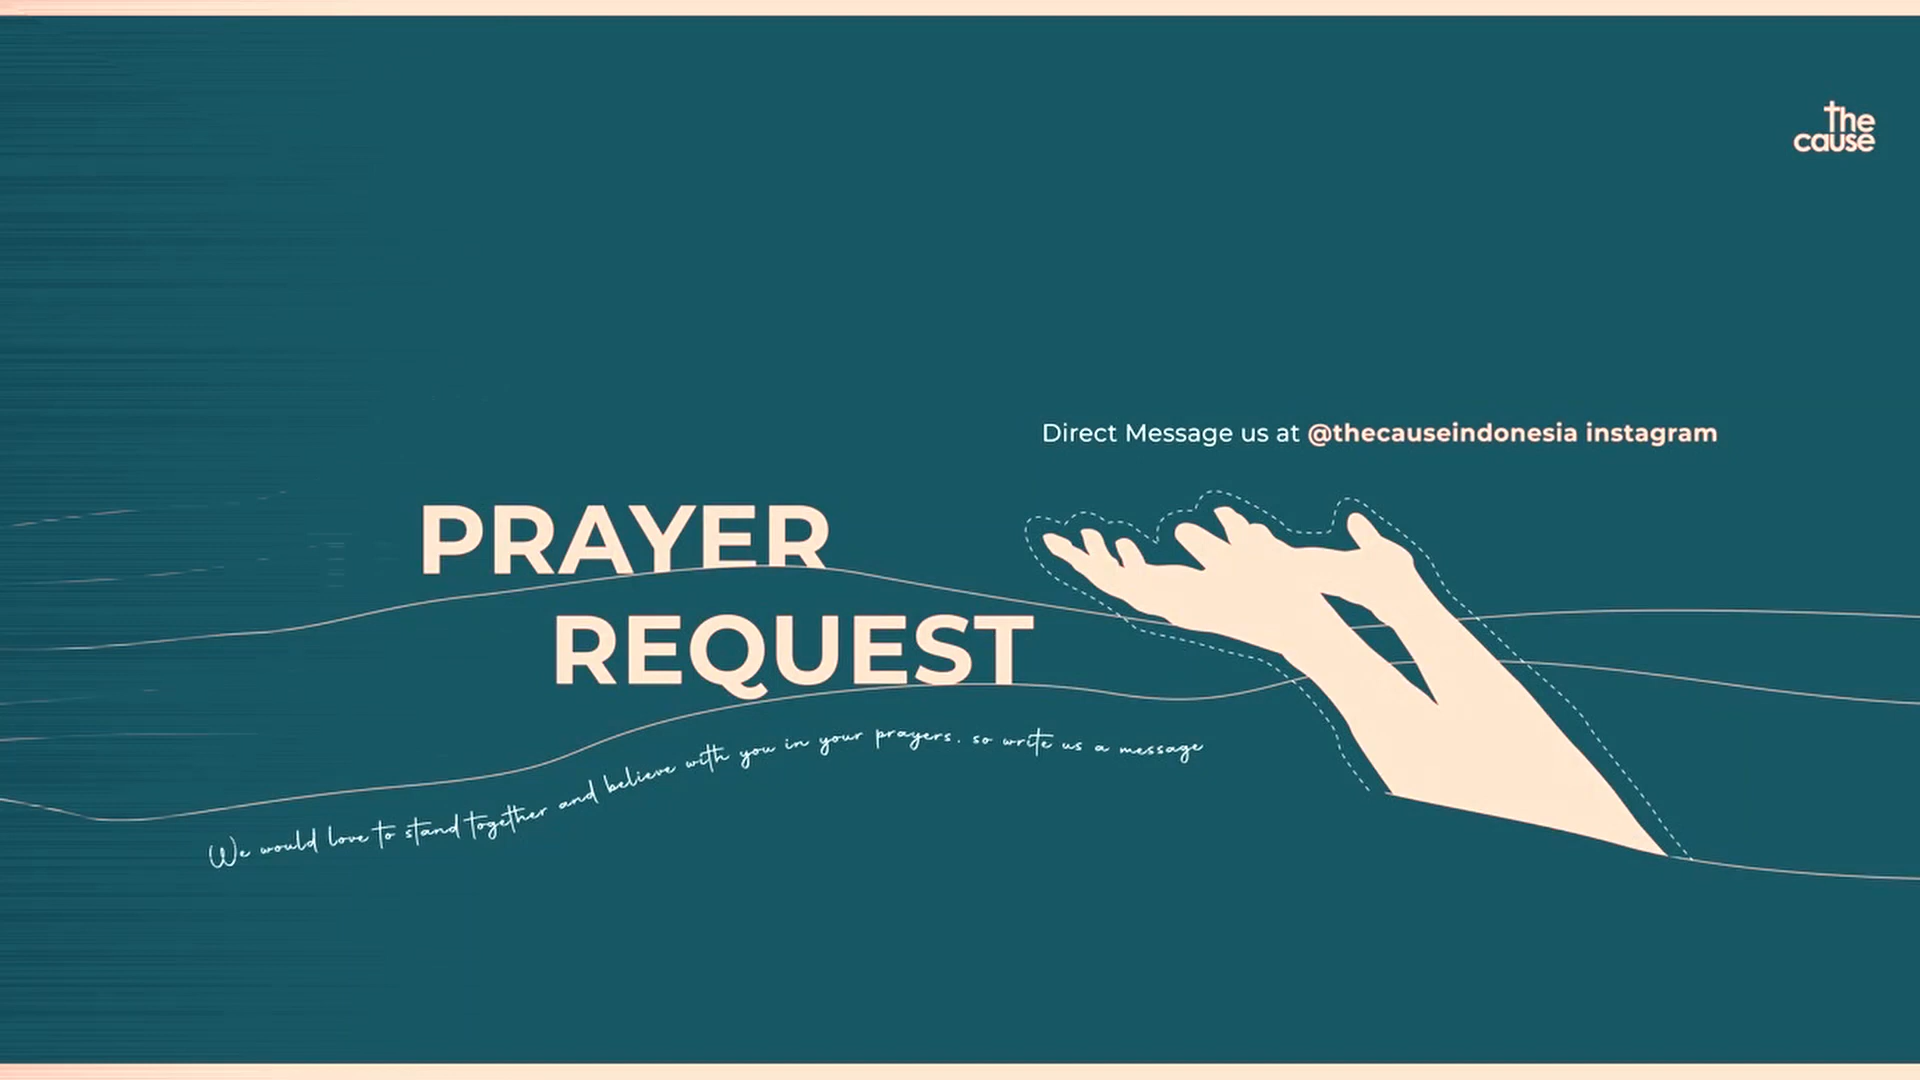 the
cause
Direct Message us at @thecauseindonesia instagram
PRAYER
REQUEST
We would love to stand together and believe with you in your prayers. so write us a message